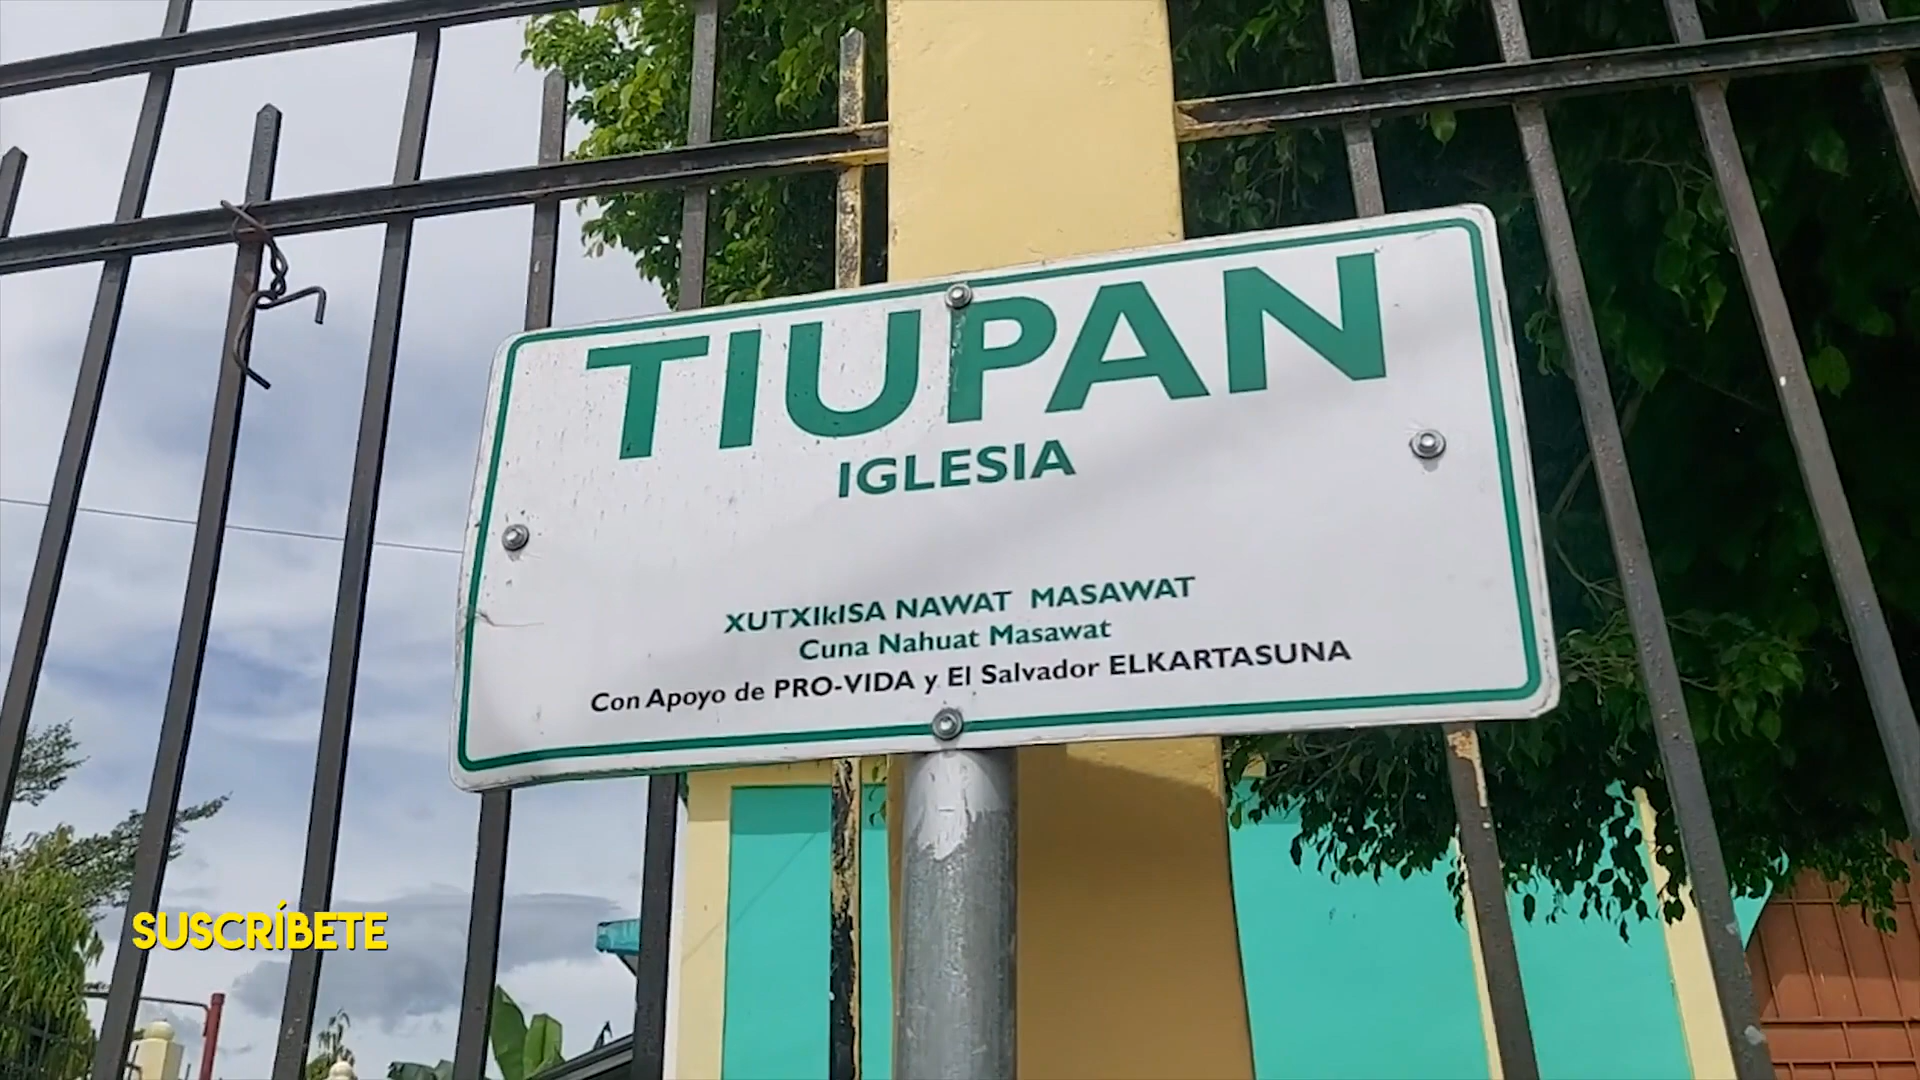 TIUPAN
IGLESIA
XUTXIkISA NAWAT MASAWAT
Cuna Nahuat Masawat
Con Apoyo de PRO-VIDA y El Salvador ELKARTASUNA
SUSCRÍBETE